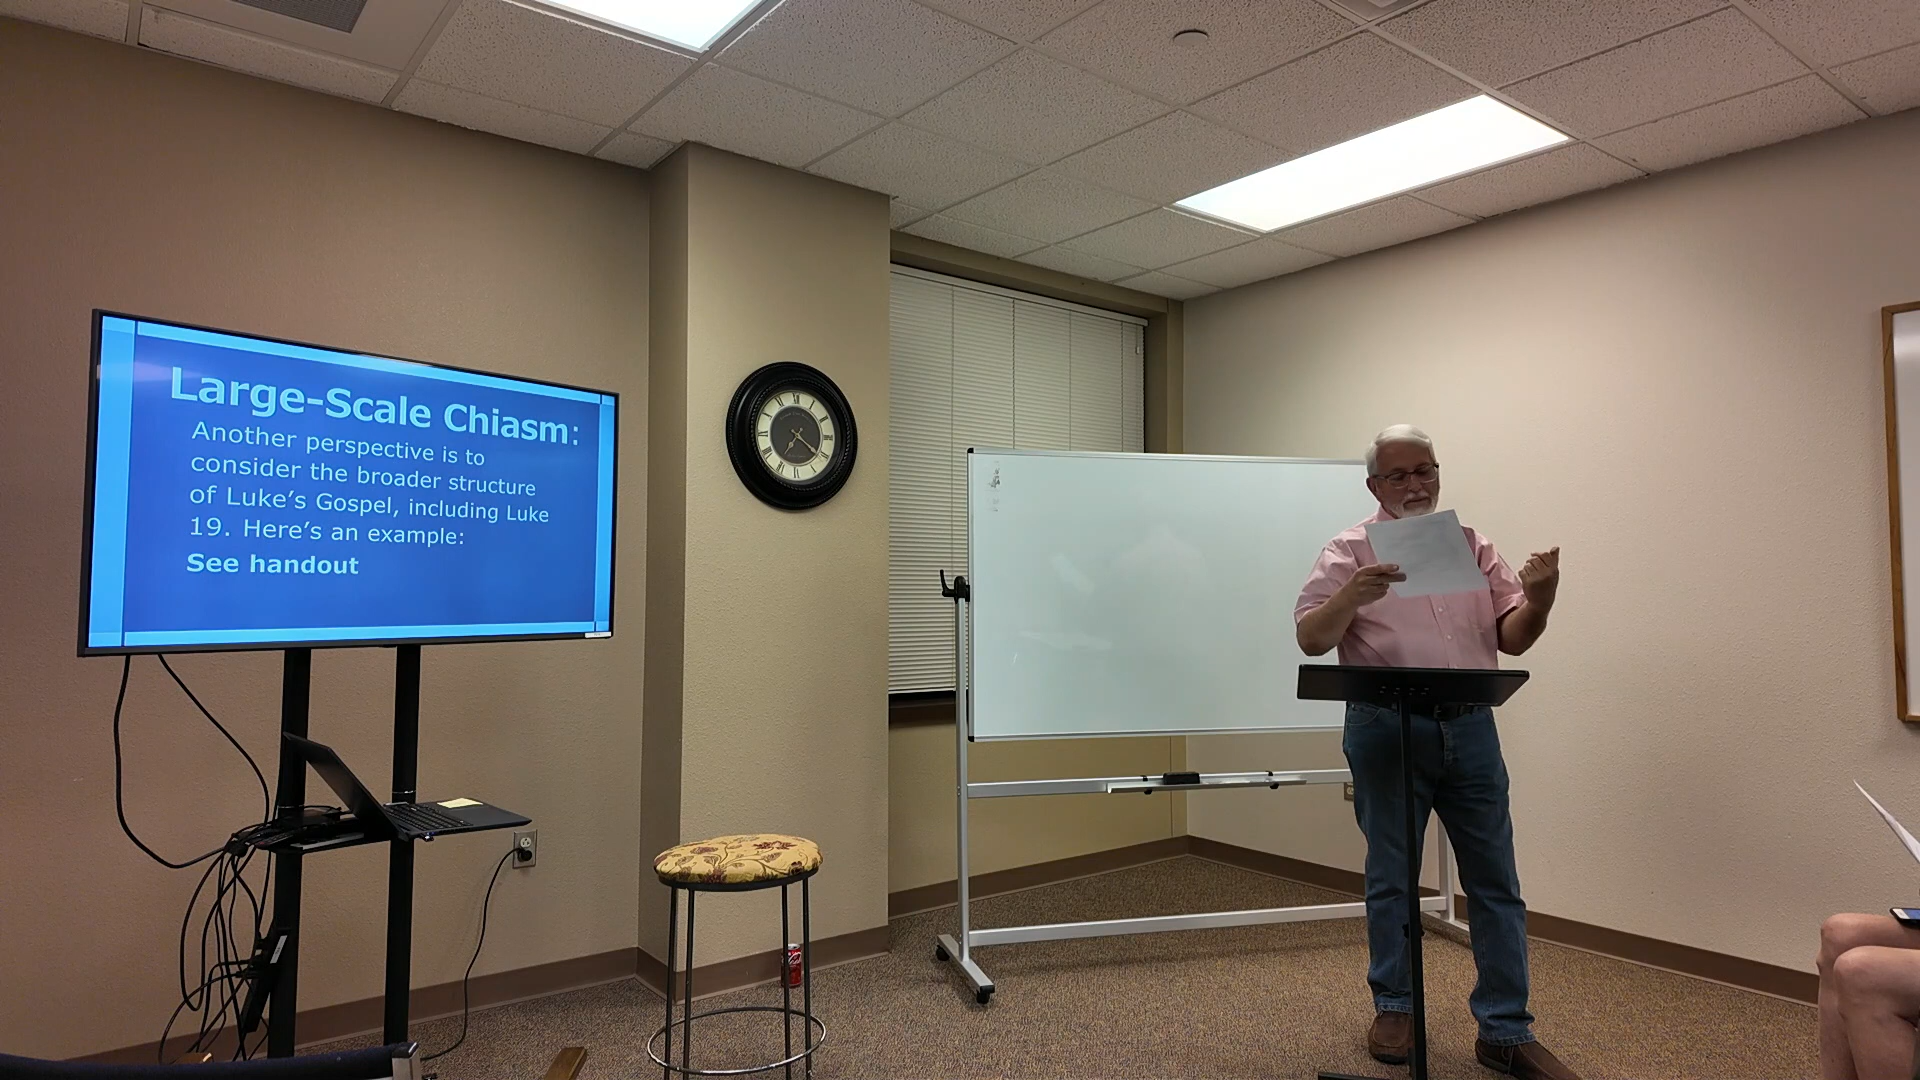 Large-Scale Chiasm:
Another perspective is to
consider the broader structure
of Luke's Gospel, including Luke
19. Here's an example:
See handout